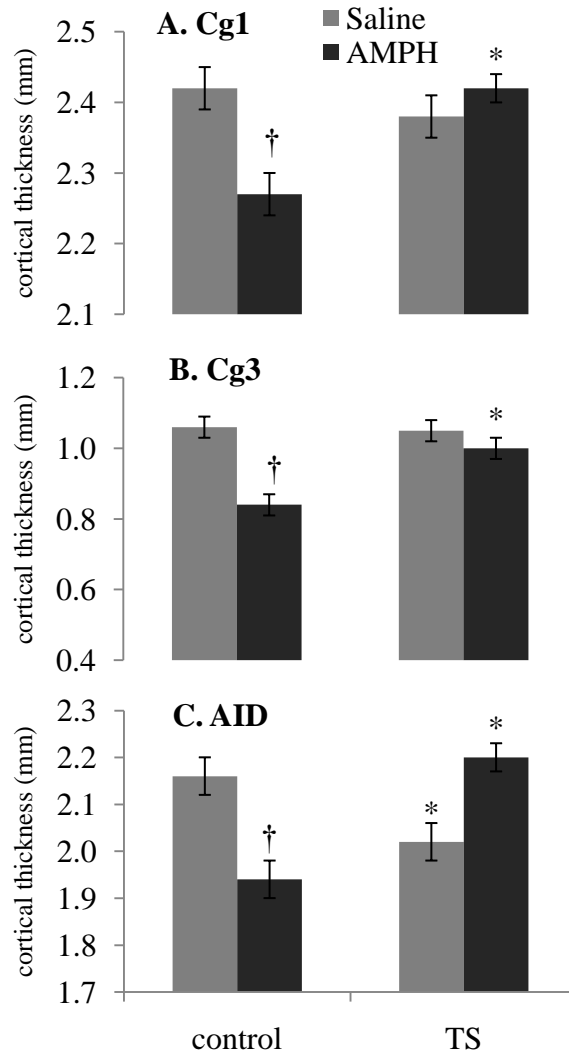 A. Cg1
Saline
AMPH
cortical thickness (mm)
2.5
2.4
2.3
2.2
2.1
†
*
B. Cg3
cortical thickness (mm)
1.2
1.0
0.8
0.6
0.4
†
*
C. AID
cortical thickness (mm)
2.3
2.2
2.1
2.0
1.9
1.8
1.7
†
*
*
control TS